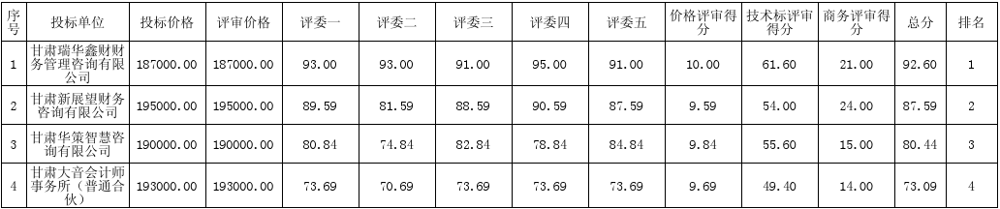 序号 投标单位 投标价格 评审价格 评委一 评委二 评委三 评委四 评委五 价格评审得分 技术标评审得分 商务评审得分 总分 排名
1 甘肃瑞华鑫财财务管理咨询有限公司 187000.00 187000.00 93.00 93.00 91.00 95.00 91.00 10.00 61.60 21.00 92.60 1
2 甘肃新展望财务咨询有限公司 195000.00 195000.00 89.59 81.59 88.59 90.59 87.59 9.59 54.00 24.00 87.59 2
3 甘肃华策智慧咨询有限公司 190000.00 190000.00 80.84 74.84 82.84 78.84 84.84 9.84 55.60 15.00 80.44 3
4 甘肃大音会计师事务所（普通合伙） 193000.00 193000.00 73.69 70.69 73.69 73.69 73.69 9.69 49.40 14.00 73.09 4